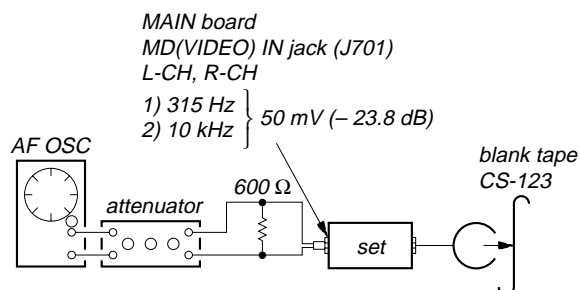 MAIN board
MD(VIDEO) IN jack (J701)
L-CH, R-CH
1) 315 Hz
2) 10 kHz
50 mV (– 23.8 dB)
AF OSC
attenuator
600 Ω
set
blank tape
CS-123